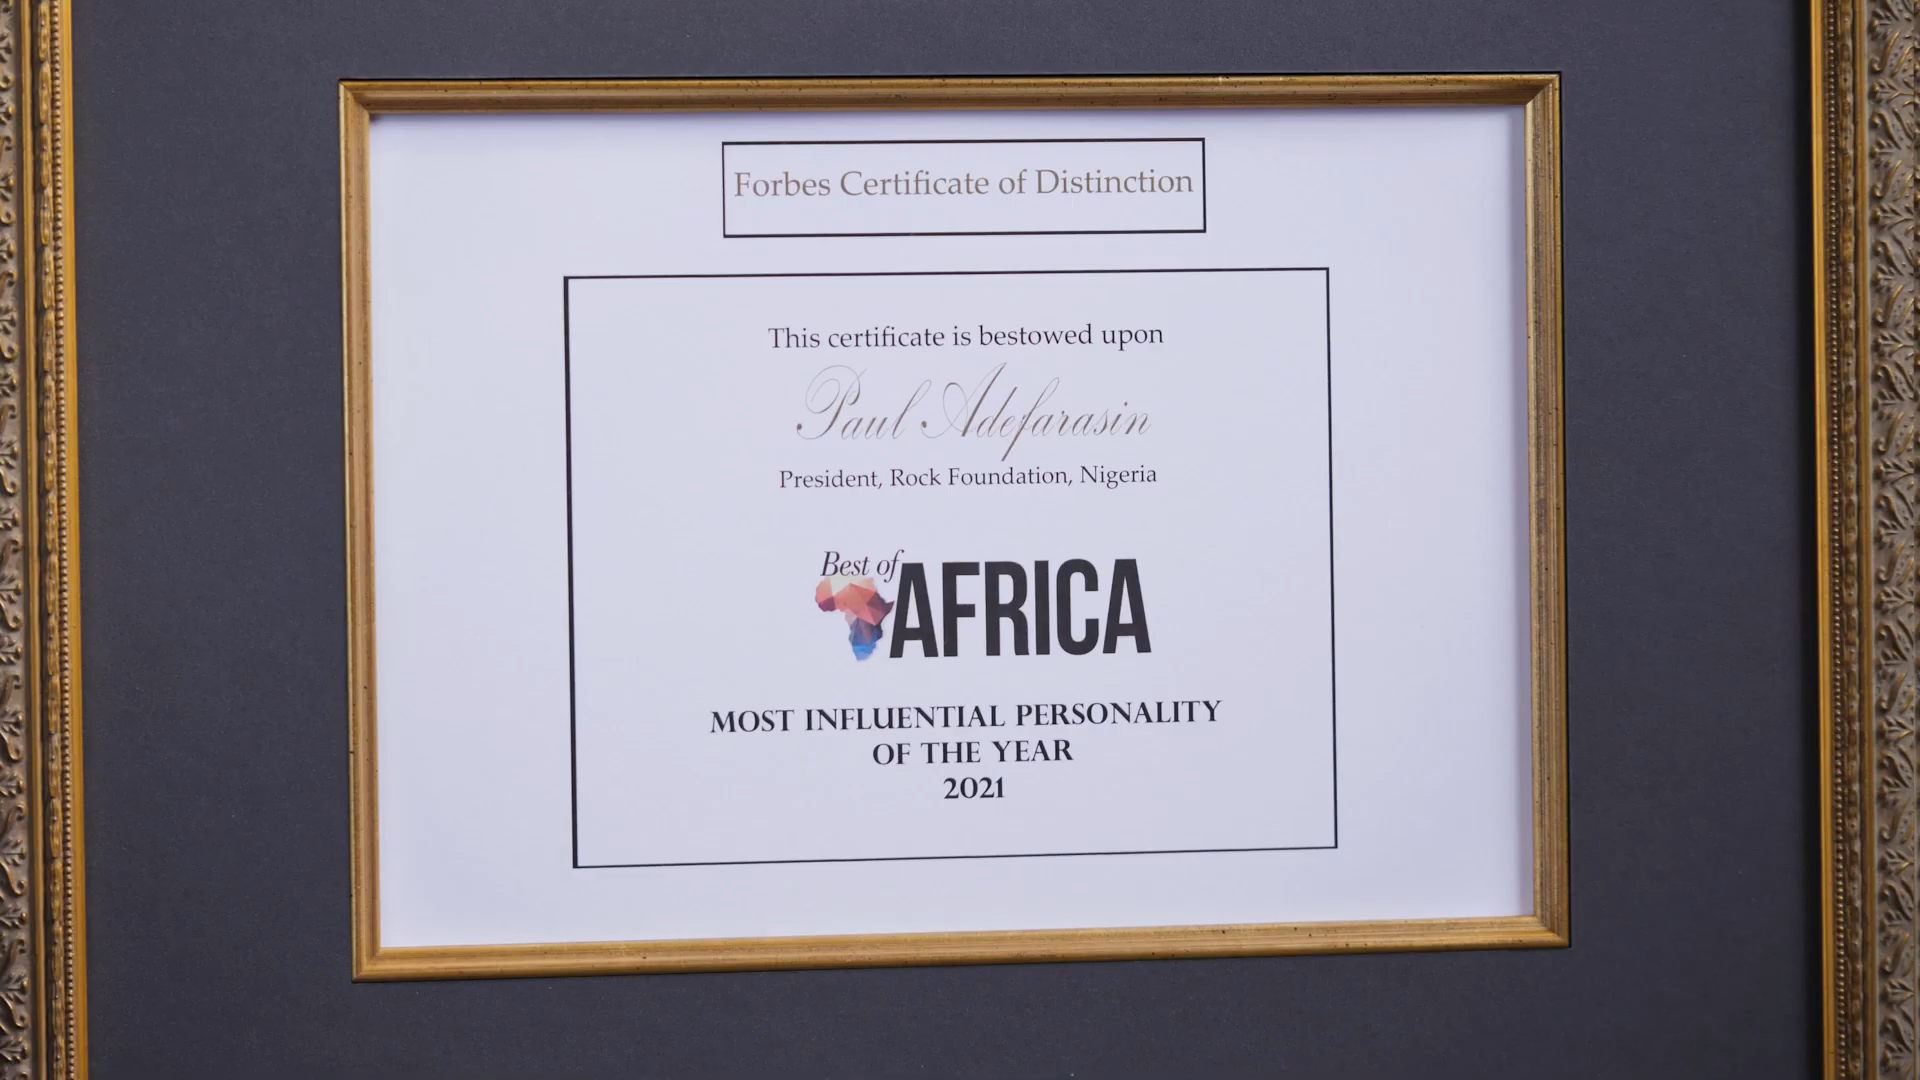 Forbes Certificate of Distinction
This certificate is bestowed upon
Paul Adefarasin
President, Rock Foundation, Nigeria
Best of
AFRICA
MOST INFLUENTIAL PERSONALITY
OF THE YEAR
2021